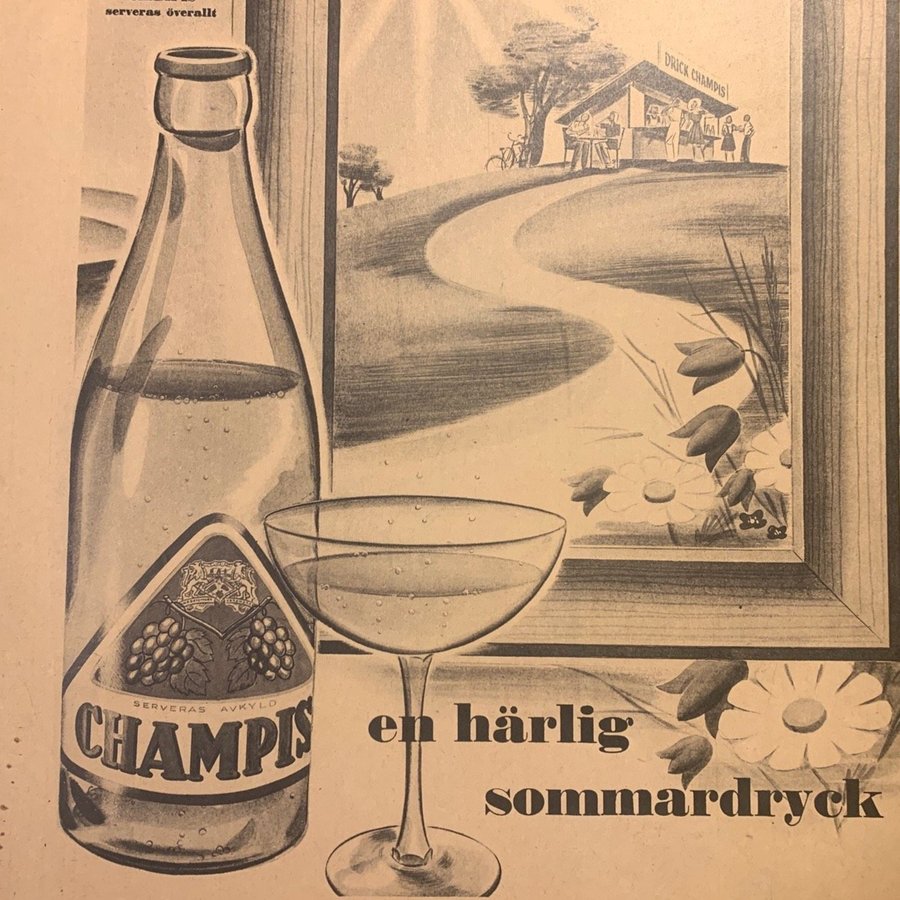 serveras överallt
DRICK CHAMPIS
SERVERAS AVKYLD
CHAMPIS
en härlig
sommardryck